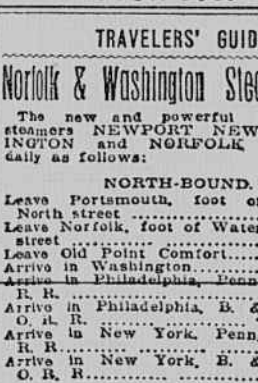 TRAVELERS' GUID
Norfolk & Washington Stea
The new and powerful
steamers NEWPORT NEW
INGTON and NORFOLK
daily as follows:
NORTH-BOUND.
Leave Portsmouth, foot of
North street ..............
Leave Norfolk, foot of Water
street ..............
Leave Old Point Comfort.....
Arrive in Washington..........
Arrive in Philadelphia, Penn
R. R. ..............
Arrive in Philadelphia, B. &
O. R. R. ..............
Arrive in New York, Penn
R. R. ..............
Arrive in New York, B. &
O. R. R. ..............